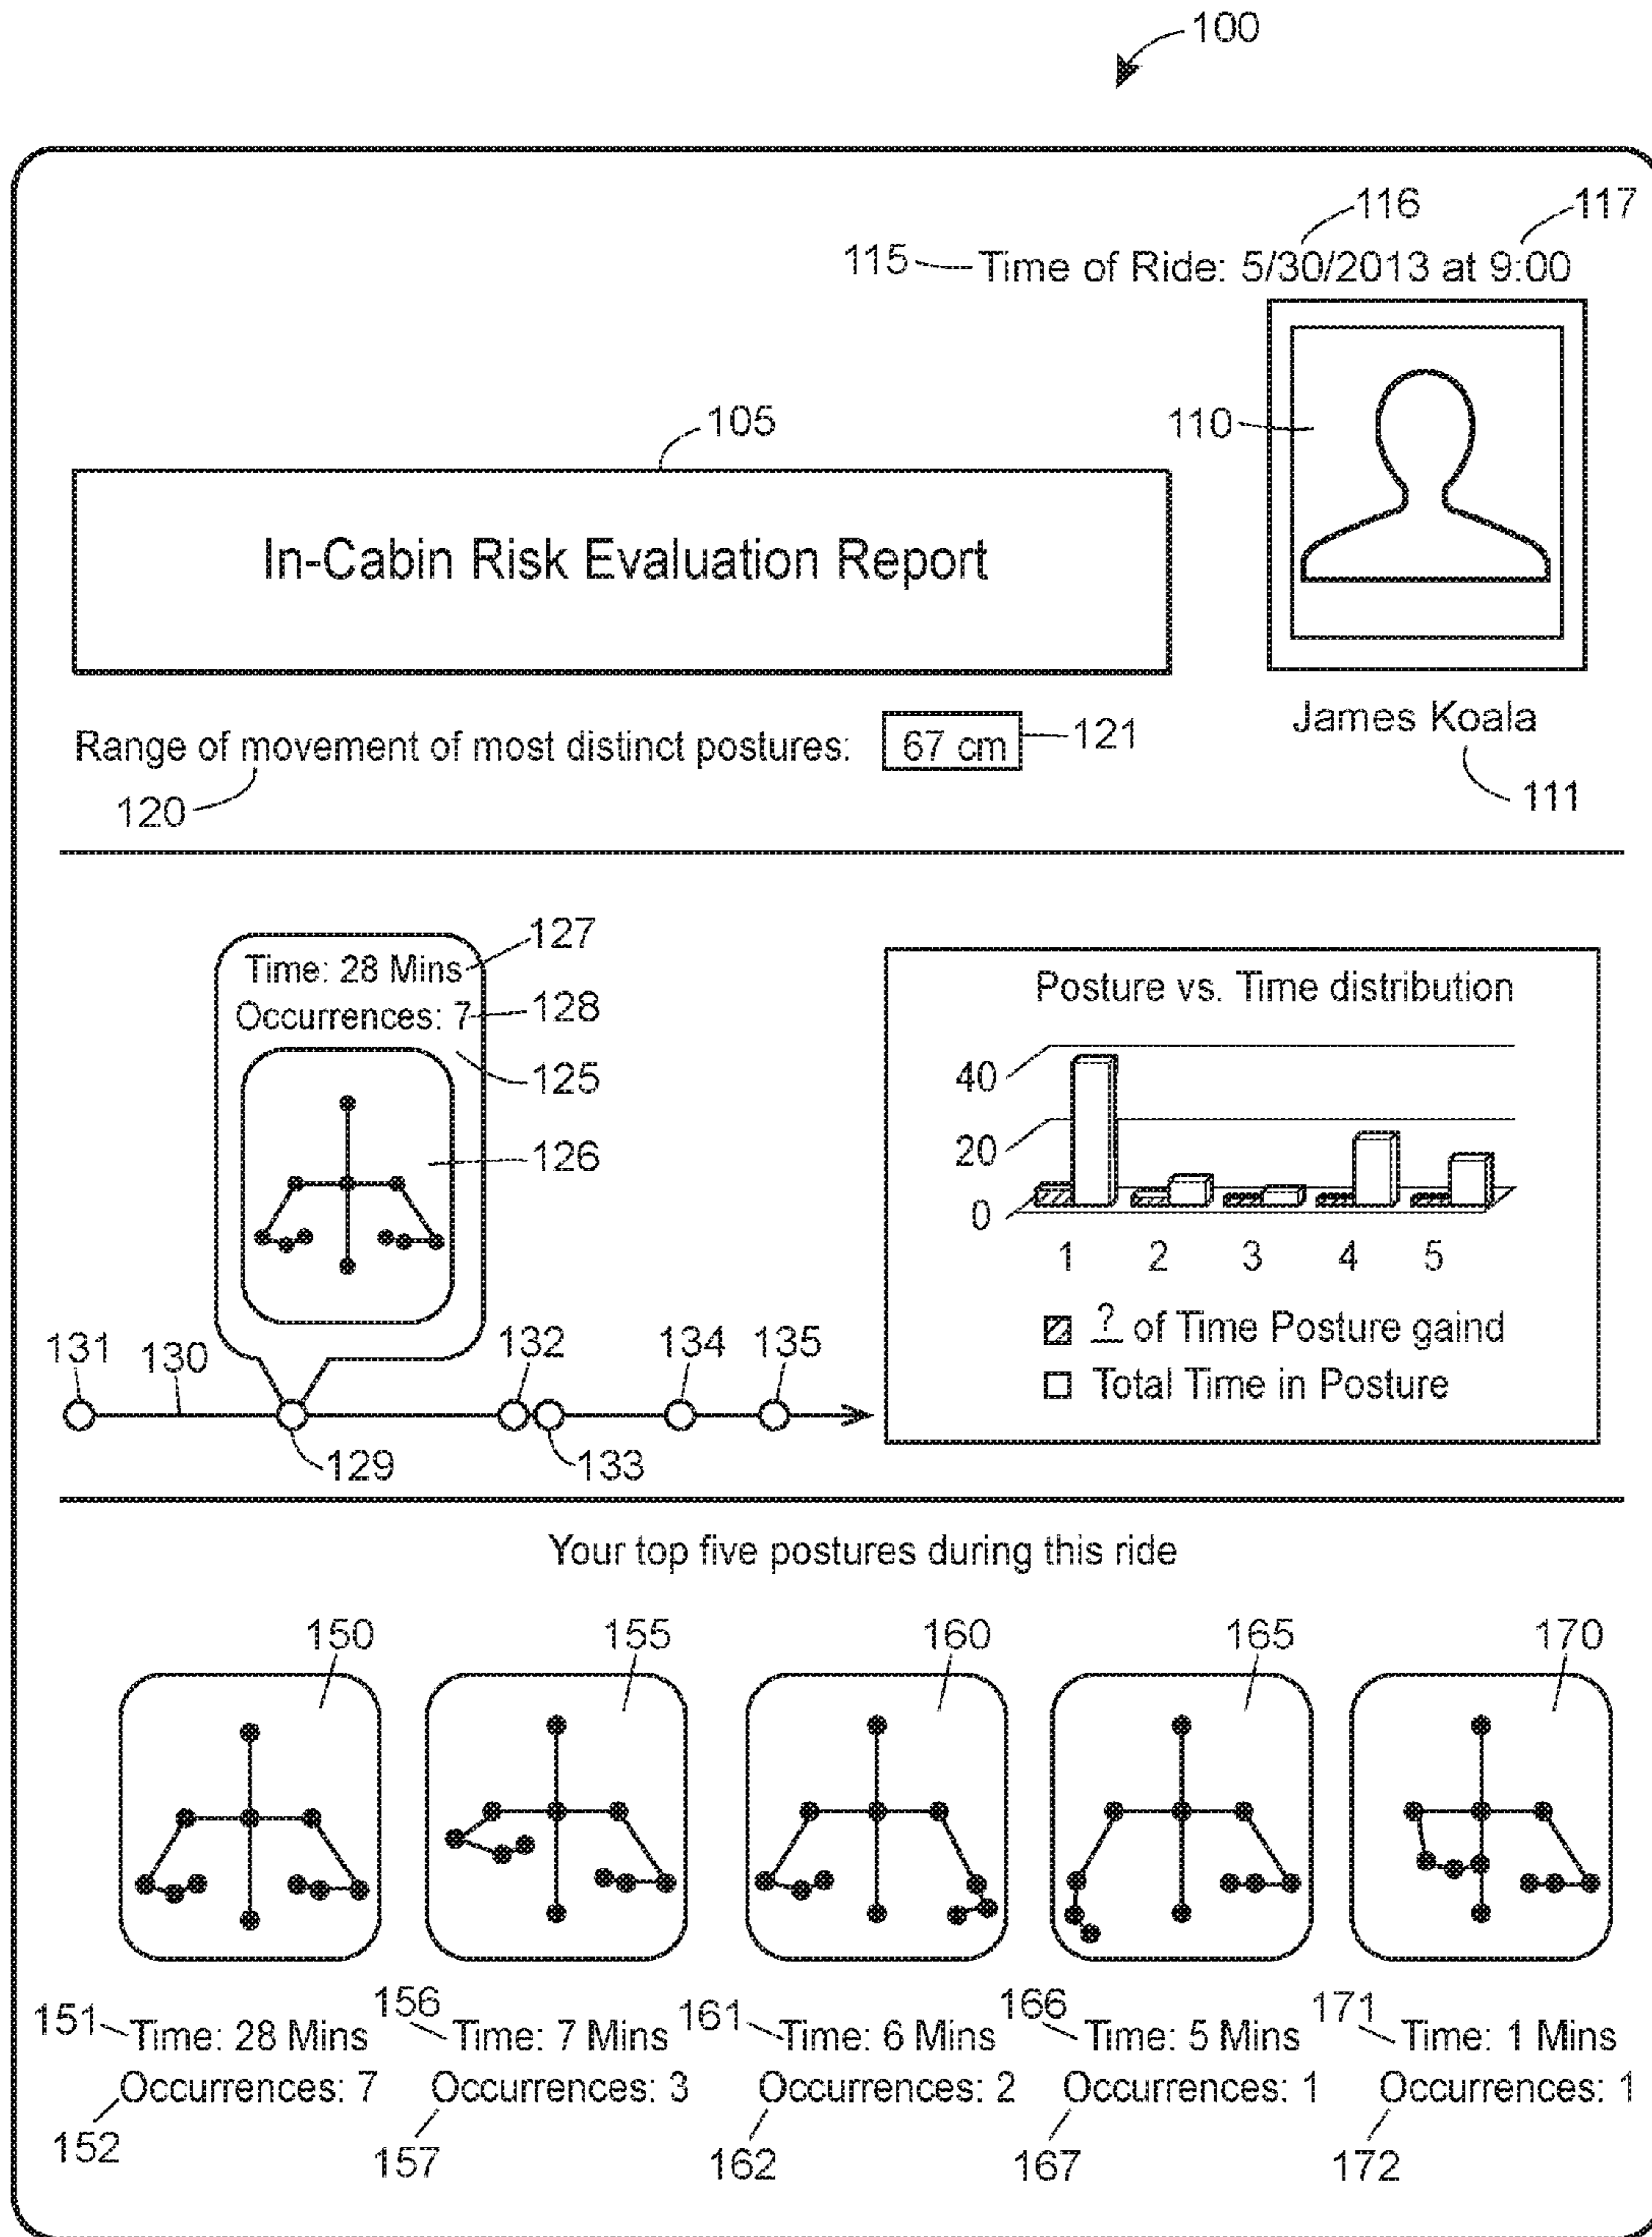 100
116
117
115 Time of Ride: 5/30/2013 at 9:00
105
110
In-Cabin Risk Evaluation Report
James Koala
111
Range of movement of most distinct postures: 67 cm 121
120
Time: 28 Mins 127
Occurrences: 7 128
125
126
131 130 132 134 135
129 133
Posture vs. Time distribution
40
20
0
1 2 3 4 5
? of Time Posture gaind
Total Time in Posture
Your top five postures during this ride
150 155 160 165 170
151 Time: 28 Mins 156 Time: 7 Mins 161 Time: 6 Mins 166 Time: 5 Mins 171 Time: 1 Mins
Occurrences: 7 Occurrences: 3 Occurrences: 2 Occurrences: 1 Occurrences: 1
152 157 162 167 172